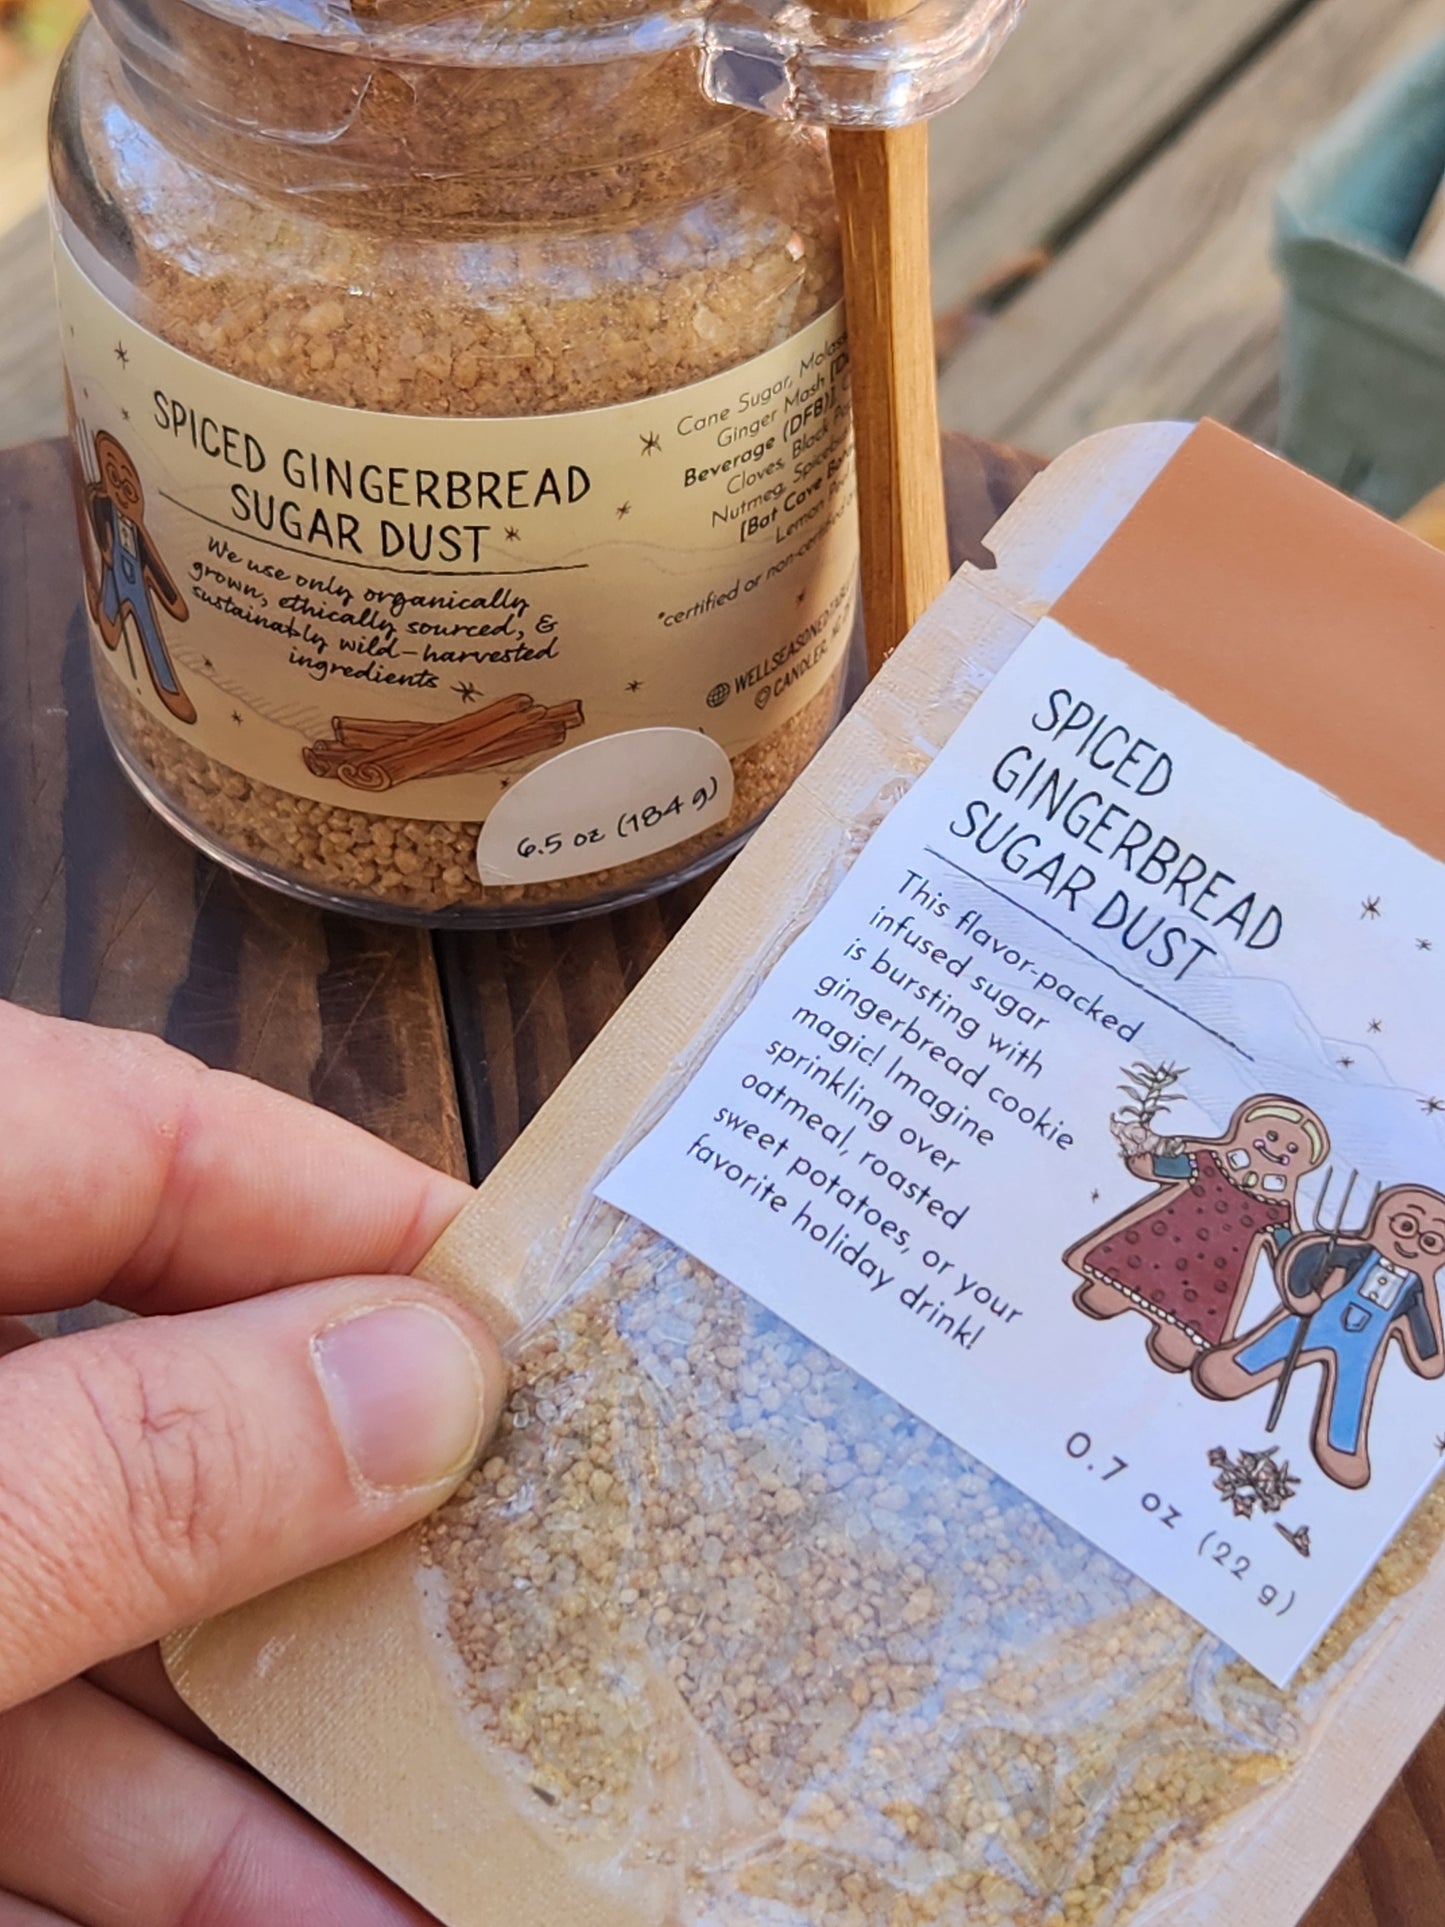 SPICED GINGERBREAD
SUGAR DUST
We use only organically
grown, ethically sourced, &
sustainably wild-harvested
ingredients
6.5 oz (184 g)
Cane Sugar,
Ginger Mash
Beverage (DFB)],
Cloves, Black
Nutmeg,
[Bat Cave
Lemon
*certified or non-certified
CANDLER,
SPICED
GINGERBREAD
SUGAR DUST
This flavor-packed
infused sugar
is bursting with
gingerbread cookie
magic! Imagine
sprinkling over
oatmeal, roasted
sweet potatoes, or your
favorite holiday drink!
0.7 oz (22 g)